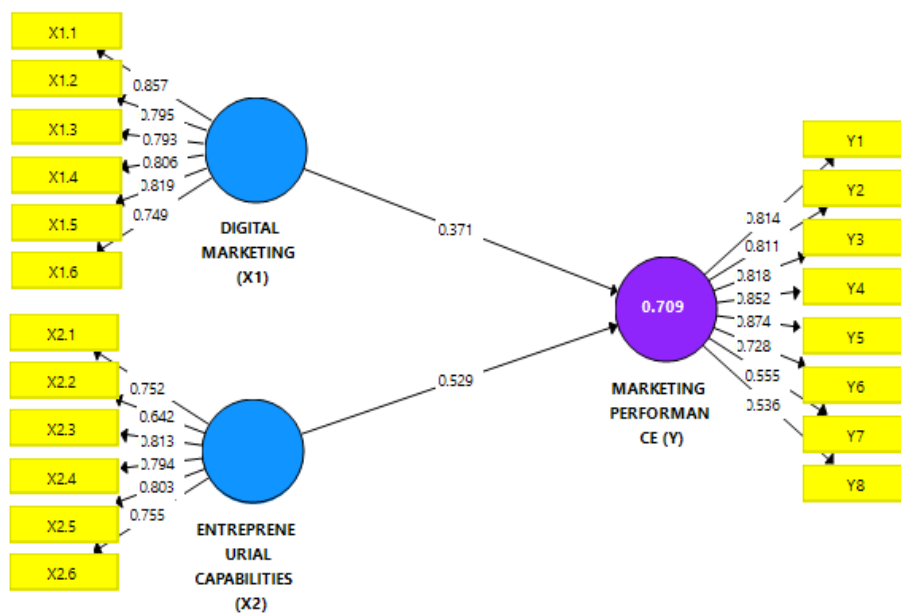 X1.1
X1.2
X1.3
X1.4
X1.5
X1.6
0.857
0.795
0.793
0.806
0.819
0.749
DIGITAL
MARKETING
(X1)
0.371
X2.1
X2.2
X2.3
X2.4
X2.5
X2.6
0.752
0.642
0.813
0.794
0.803
0.755
ENTREPRENE
URIAL
CAPABILITIES
(X2)
0.529
0.709
MARKETING
PERFORMAN
CE (Y)
0.814
0.811
0.818
0.852
0.874
0.728
0.555
0.536
Y1
Y2
Y3
Y4
Y5
Y6
Y7
Y8